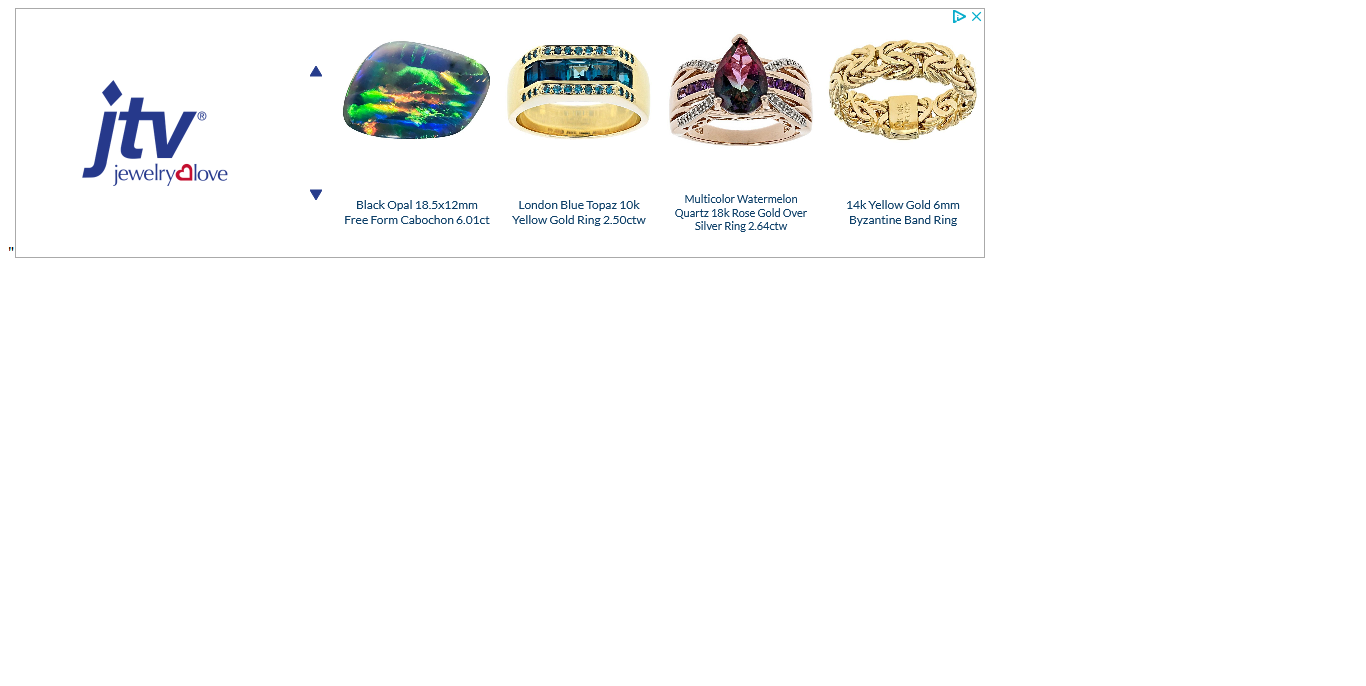 jtv®
jewelry love
Black Opal 18.5x12mm
Free Form Cabochon 6.01ct
London Blue Topaz 10k
Yellow Gold Ring 2.50ctw
Multicolor Watermelon
Quartz 18k Rose Gold Over
Silver Ring 2.64ctw
14k Yellow Gold 6mm
Byzantine Band Ring
"